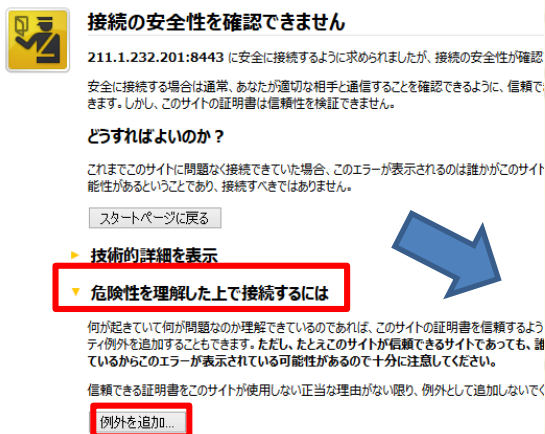 接続の安全性を確認できません
211.1.232.201:8443 に安全に接続するように求められましたが、接続の安全性が確認
安全に接続する場合は通常、あなたが適切な相手と通信することを確認できるように、信頼で
きます。しかし、このサイトの証明書は信頼性を検証できません。
どうすればよいのか？
これまでこのサイトに問題なく接続できていた場合、このエラーが表示されるのは誰かがこのサイト
能性があるということであり、接続すべきではありません。
スタートページに戻る
技術的詳細を表示
危険性を理解した上で接続するには
何が起きていて何が問題なのか理解できているのであれば、このサイトの証明書を信頼するよう
ティ例外を追加することもできます。ただし、たとえこのサイトが信頼できるサイトであっても、誰
ているからこのエラーが表示されている可能性があるので十分に注意してください。
信頼できる証明書をこのサイトが使用しない正当な理由がない限り、例外として追加しないでく
例外を追加...